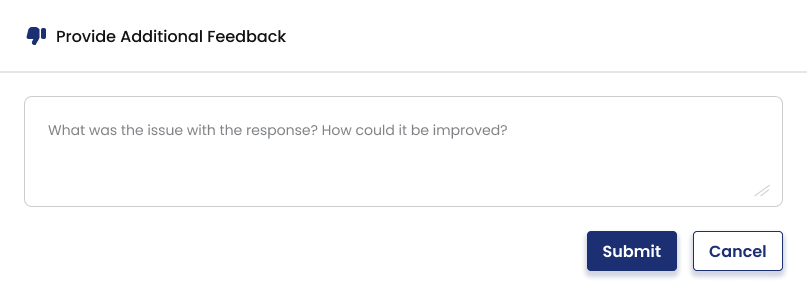 Provide Additional Feedback
What was the issue with the response? How could it be improved?
Submit Cancel